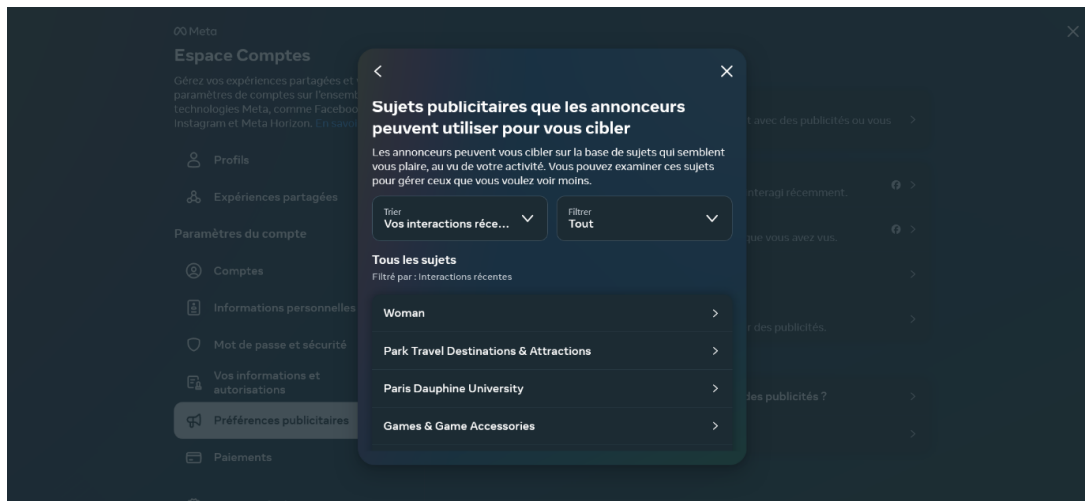 Meta
Espace Comptes
Gérez vos expériences partagées et
paramètres de comptes sur l'ensem
technologies Meta, comme Faceboo
Instagram et Meta Horizon. En savoi
Profils
Expériences partagées
Paramètres du compte
Comptes
Informations personnelles
Mot de passe et sécurité
Vos informations et
autorisations
Préférences publicitaires
Paiements
Sujets publicitaires que les annonceurs
peuvent utiliser pour vous cibler
Les annonceurs peuvent vous cibler sur la base de sujets qui semblent
vous plaire, au vu de votre activité. Vous pouvez examiner ces sujets
pour gérer ceux que vous voulez voir moins.
Trier
Vos interactions réce...
Filtrer
Tout
Tous les sujets
Filtré par : Interactions récentes
Woman
Park Travel Destinations & Attractions
Paris Dauphine University
Games & Game Accessories
t avec des publicités ou vous
interagi récemment.
que vous avez vus.
r des publicités.
des publicités ?